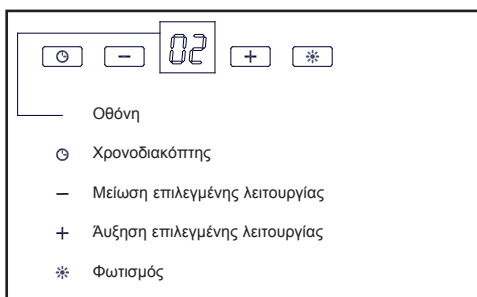 02
Οθόνη
Χρονοδιακόπτης
− Μείωση επιλεγμένης λειτουργίας
+ Άυξηση επιλεγμένης λειτουργίας
Φωτισμός